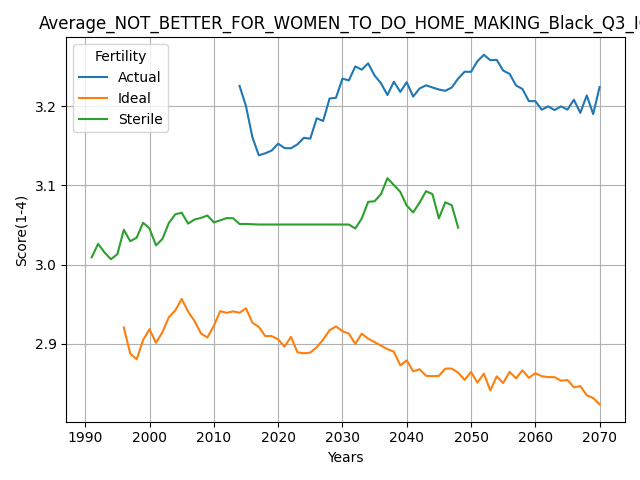 Average_NOT_BETTER_FOR_WOMEN_TO_DO_HOME_MAKING_Black_Q3_I
Fertility
Actual
Ideal
Sterile
Score(1-4)
3.2
3.1
3.0
2.9
1990 2000 2010 2020 2030 2040 2050 2060 2070
Years